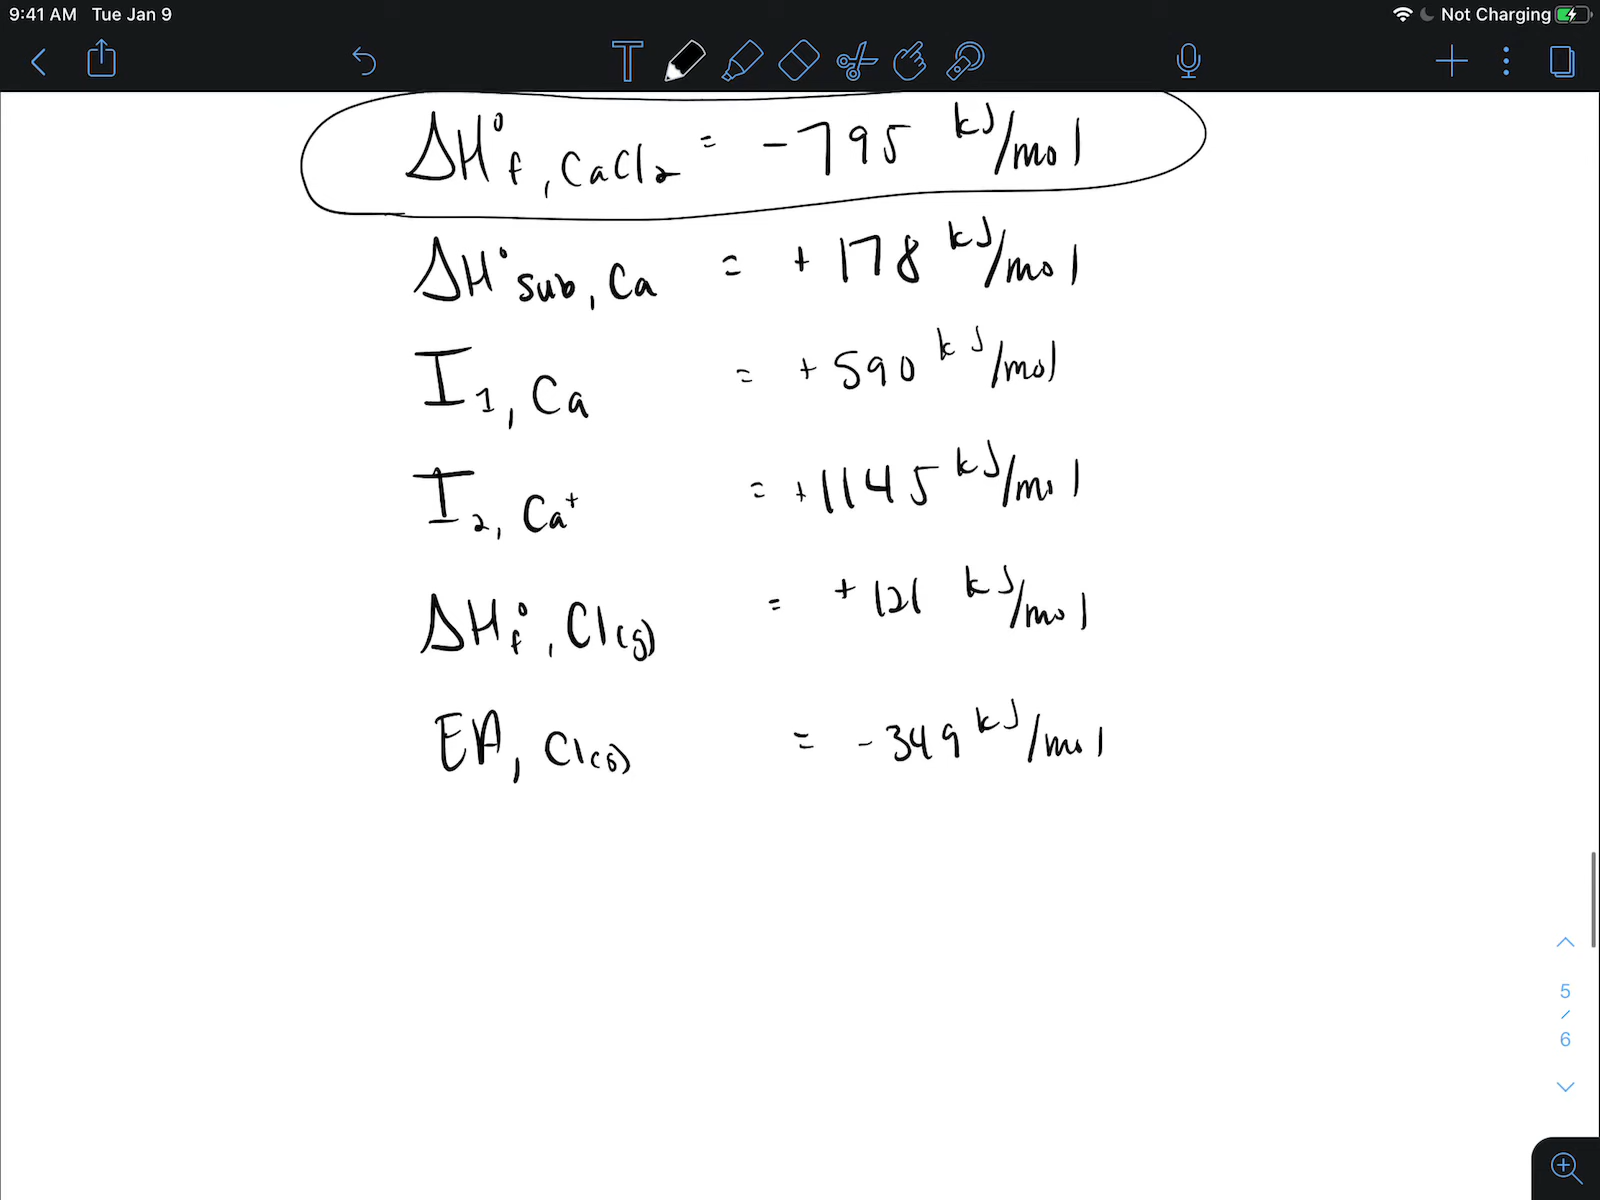 9:41 AM Tue Jan 9 Not Charging
ΔH°f, CaCl2 = -795 kJ/mol
ΔH°sub, Ca = +178 kJ/mol
I1, Ca = +590 kJ/mol
I2, Ca+ = +1145 kJ/mol
ΔHf°, Cl(g) = +121 kJ/mol
EA, Cl(g) = -349 kJ/mol
5
/
6